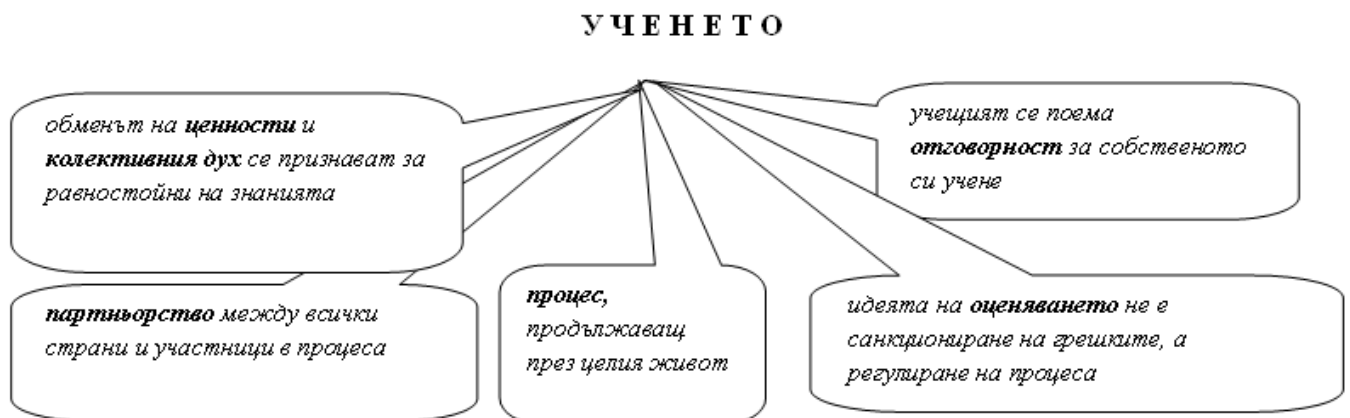 УЧЕНЕТО
обменът на ценности и
колективния дух се признават за
равностойни на знанията
учещият се поема
отговорност за собственото
си учене
партньорство между всички
страни и участници в процеса
процес,
продължаващ
през целия живот
идеята на оценяването не е
санкциониране на грешките, а
регулиране на процеса